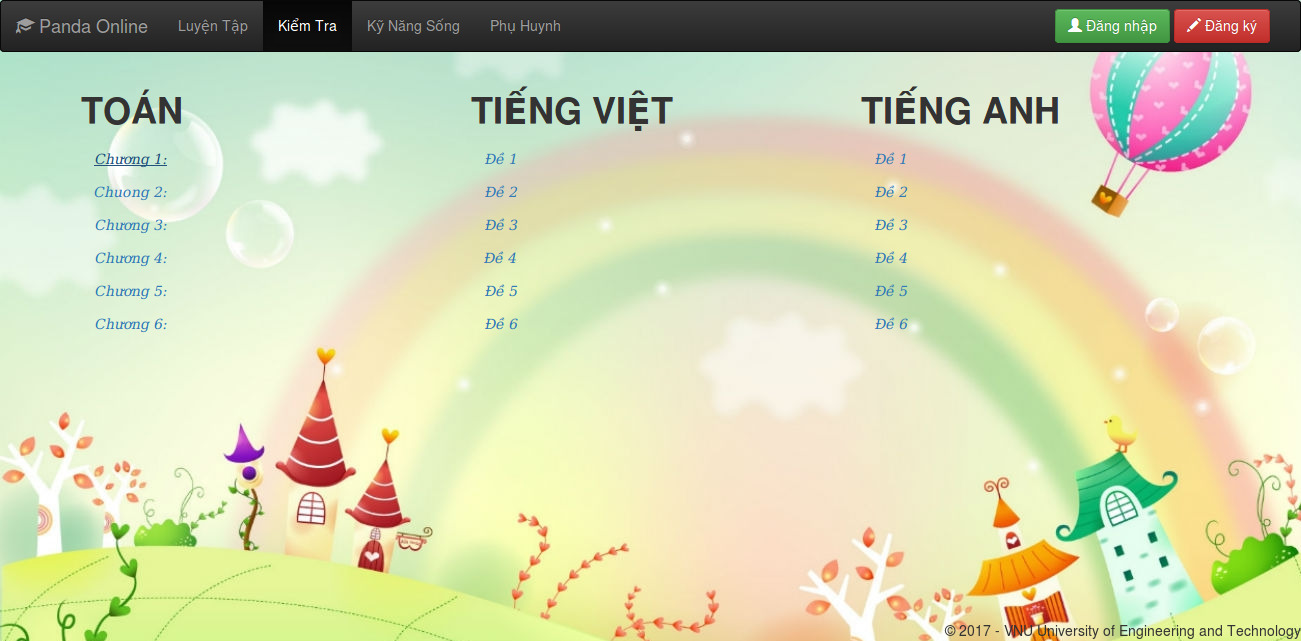 Panda Online Luyện Tập Kiểm Tra Kỹ Năng Sống Phụ Huynh Đăng nhập Đăng ký
TOÁN
Chương 1:
Chuong 2:
Chương 3:
Chương 4:
Chương 5:
Chương 6:
TIẾNG VIỆT
Đề 1
Đề 2
Đề 3
Đề 4
Đề 5
Đề 6
TIẾNG ANH
Đề 1
Đề 2
Đề 3
Đề 4
Đề 5
Đề 6
© 2017 - VNU University of Engineering and Technology